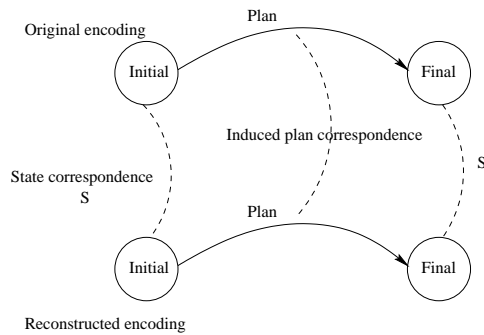 Plan
Original encoding
Initial
Final
Induced plan correspondence
State correspondence
S
S
Plan
Initial
Final
Reconstructed encoding